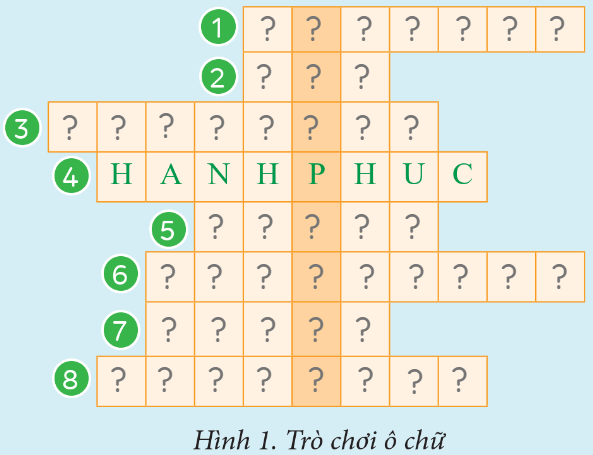 1 ? ? ? ? ? ? ?
2 ? ? ?
3 ? ? ? ? ? ? ? ?
4 H A N H P H U C
5 ? ? ? ? ?
6 ? ? ? ? ? ? ? ? ?
7 ? ? ? ? ?
8 ? ? ? ? ? ? ? ?
Hình 1. Trò chơi ô chữ